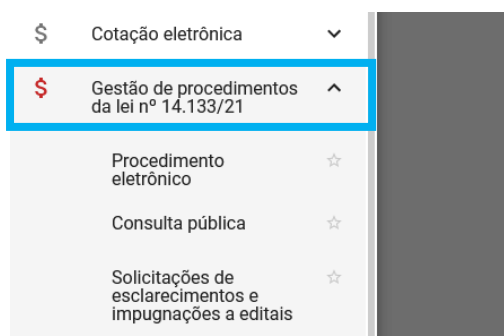 $ Cotação eletrônica
$ Gestão de procedimentos
da lei nº 14.133/21
Procedimento
eletrônico
Consulta pública
Solicitações de
esclarecimentos e
impugnações a editais